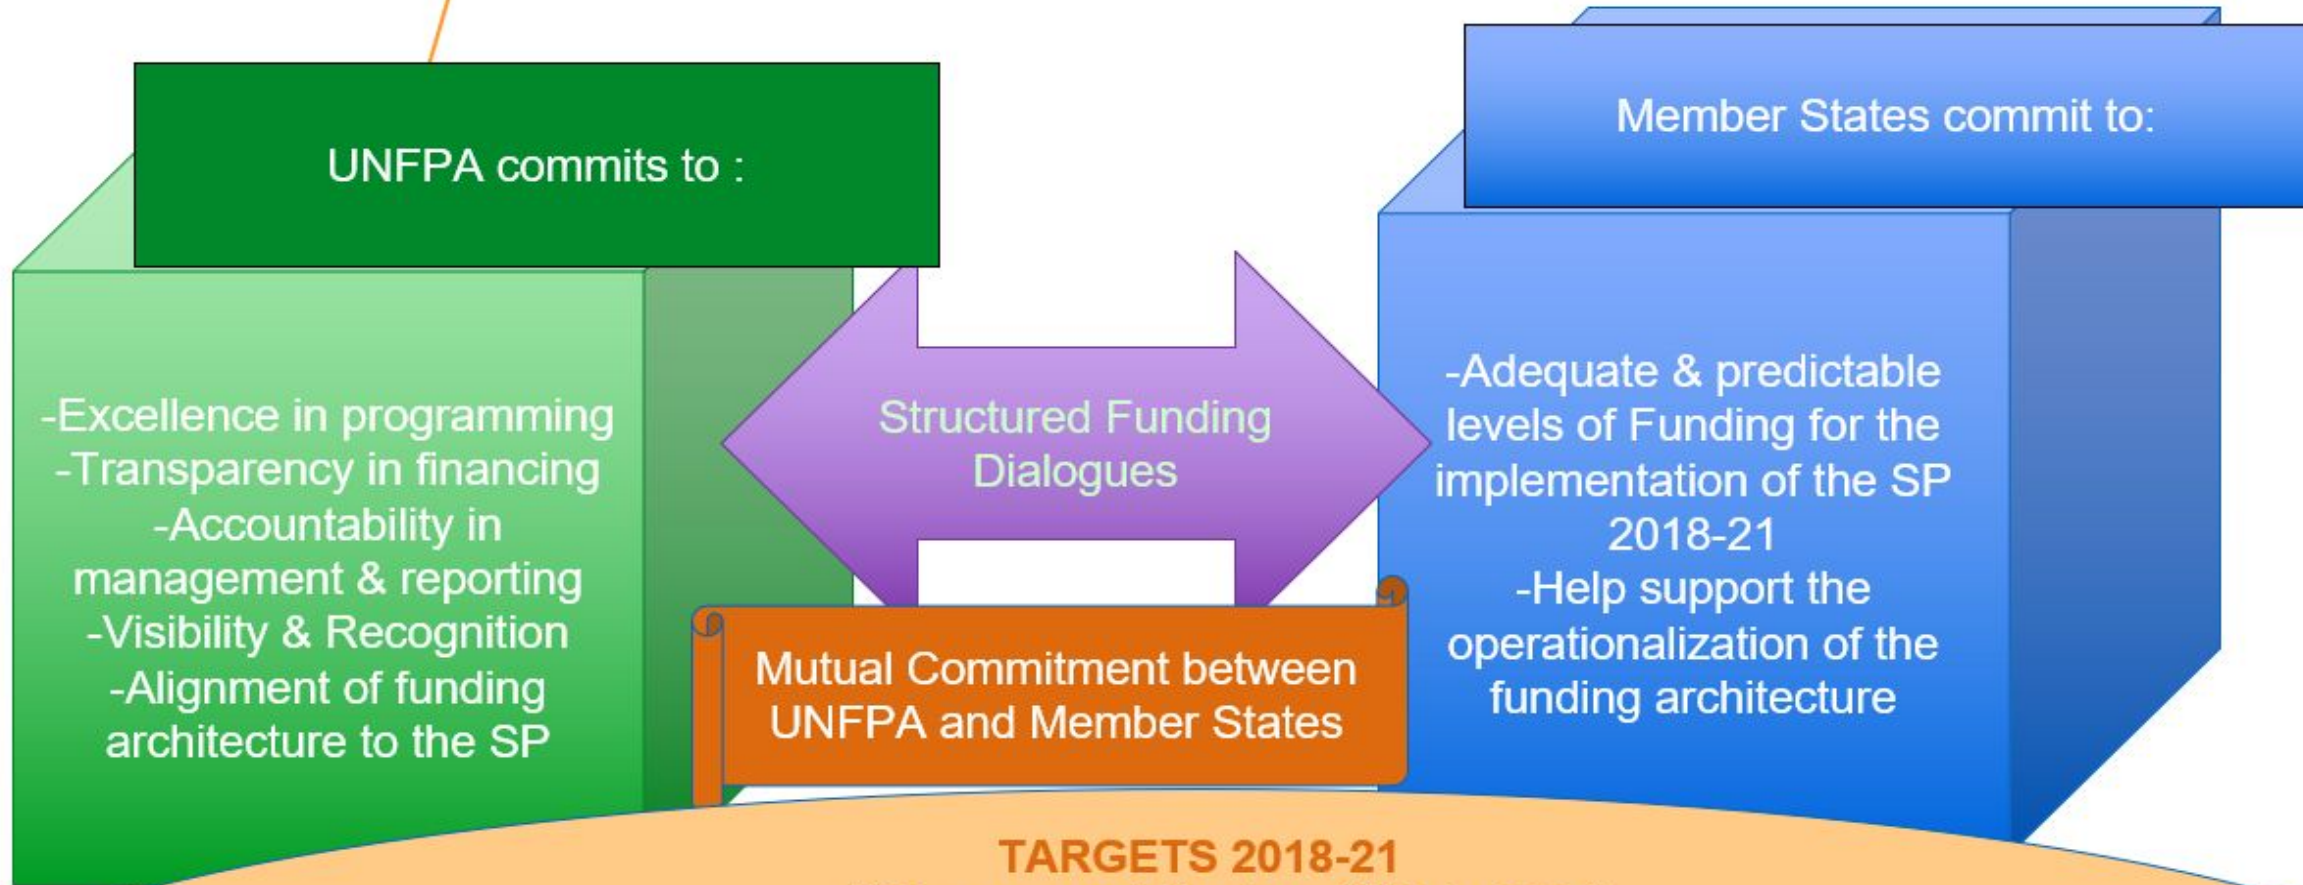 UNFPA commits to :
-Excellence in programming
-Transparency in financing
-Accountability in
management & reporting
-Visibility & Recognition
-Alignment of funding
architecture to the SP
Structured Funding
Dialogues
Mutual Commitment between
UNFPA and Member States
Member States commit to:
-Adequate & predictable
levels of Funding for the
implementation of the SP
2018-21
-Help support the
operationalization of the
funding architecture
TARGETS 2018-21